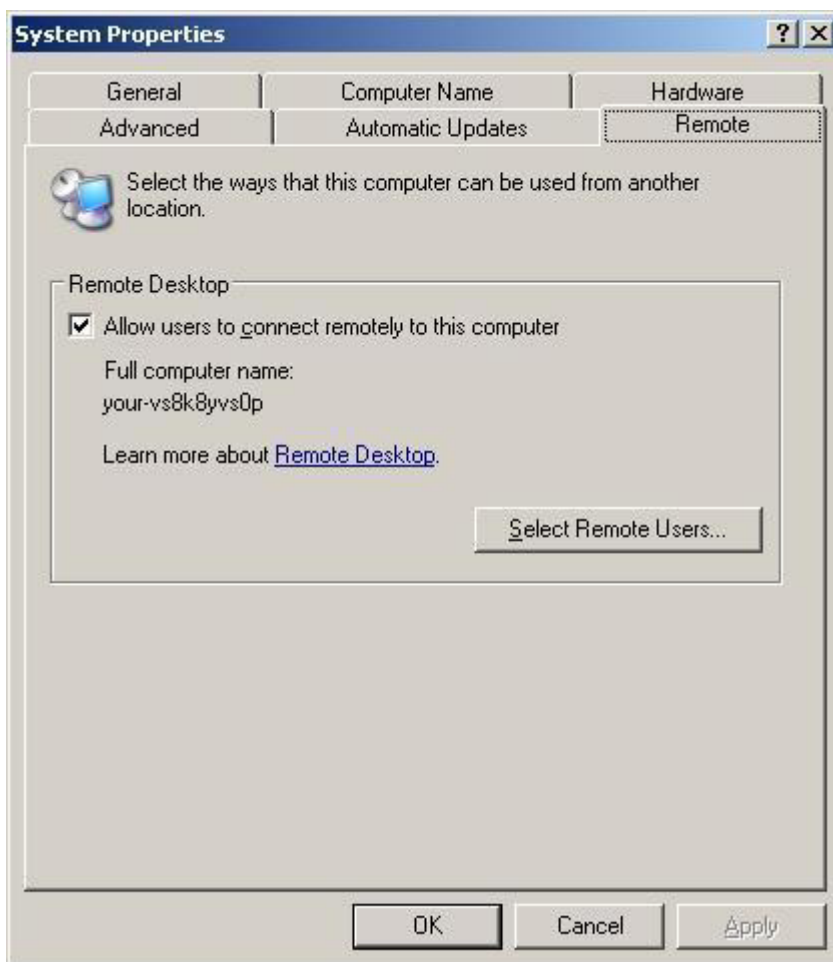 System Properties
General
Computer Name
Hardware
Advanced
Automatic Updates
Remote
Select the ways that this computer can be used from another
location.
Remote Desktop
Allow users to connect remotely to this computer
Full computer name:
your-vs8k8yvs0p
Learn more about Remote Desktop.
Select Remote Users...
OK
Cancel
Apply